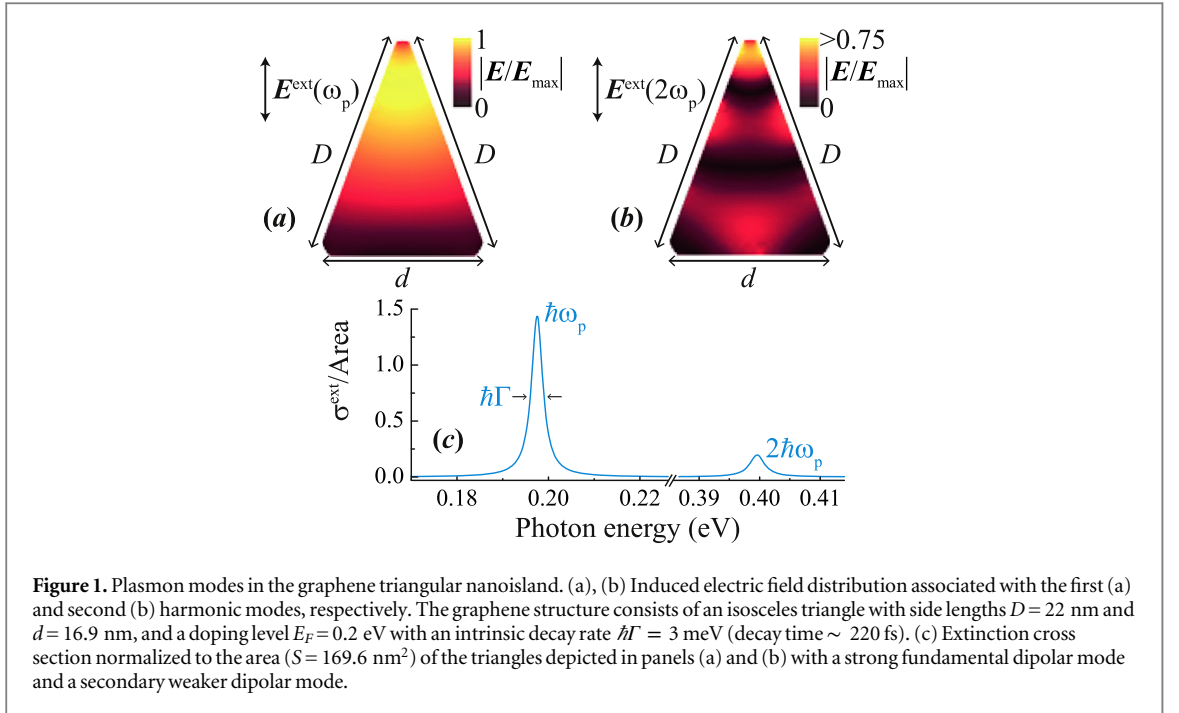 1
|E/E_max|
0
E^ext(ω_p)
D
D
(a)
d
>0.75
|E/E_max|
0
E^ext(2ω_p)
D
D
(b)
d
σ^ext/Area
1.5
1.0
0.5
0.0
ħω_p
ħΓ
(c)
2ħω_p
0.18 0.20 0.22 0.39 0.40 0.41
Photon energy (eV)
Figure 1. Plasmon modes in the graphene triangular nanoisland. (a), (b) Induced electric field distribution associated with the first (a)
and second (b) harmonic modes, respectively. The graphene structure consists of an isosceles triangle with side lengths D = 22 nm and
d = 16.9 nm, and a doping level E_F = 0.2 eV with an intrinsic decay rate ħΓ = 3 meV (decay time ~ 220 fs). (c) Extinction cross
section normalized to the area (S = 169.6 nm²) of the triangles depicted in panels (a) and (b) with a strong fundamental dipolar mode
and a secondary weaker dipolar mode.